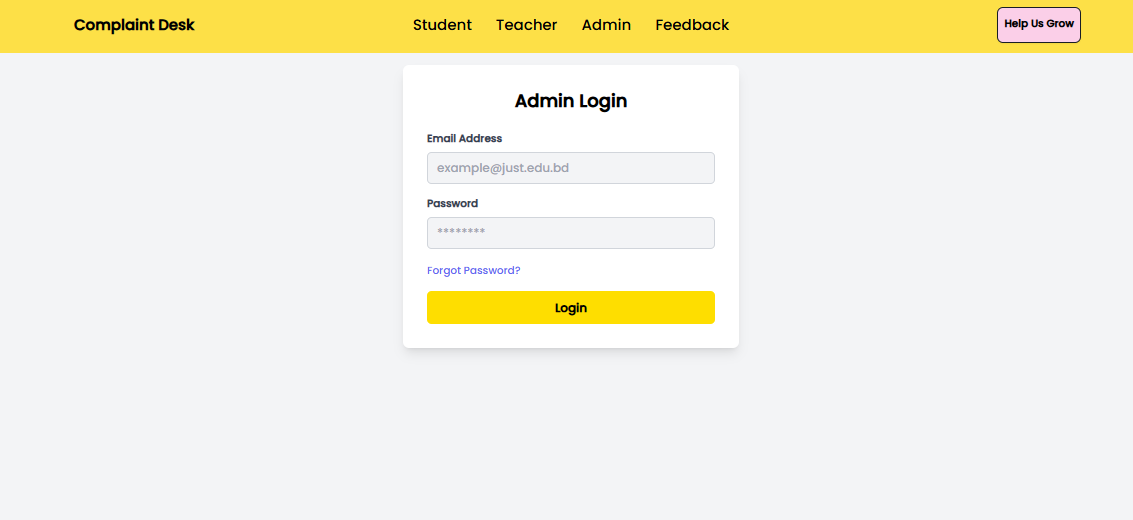 Complaint Desk
Student Teacher Admin Feedback
Help Us Grow
Admin Login
Email Address
example@just.edu.bd
Password
********
Forgot Password?
Login